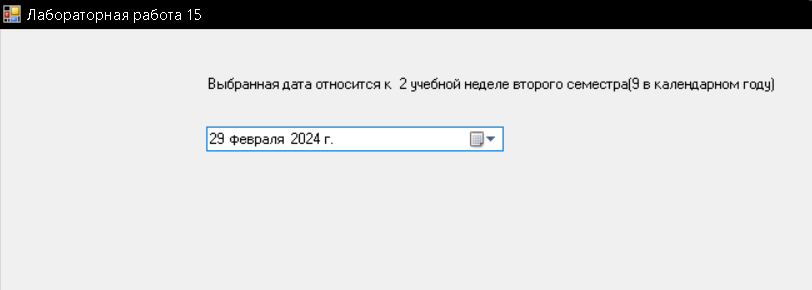 Лабораторная работа 15
Выбранная дата относится к  2 учебной неделе второго семестра(9 в календарном году)
29 февраля 2024 г.